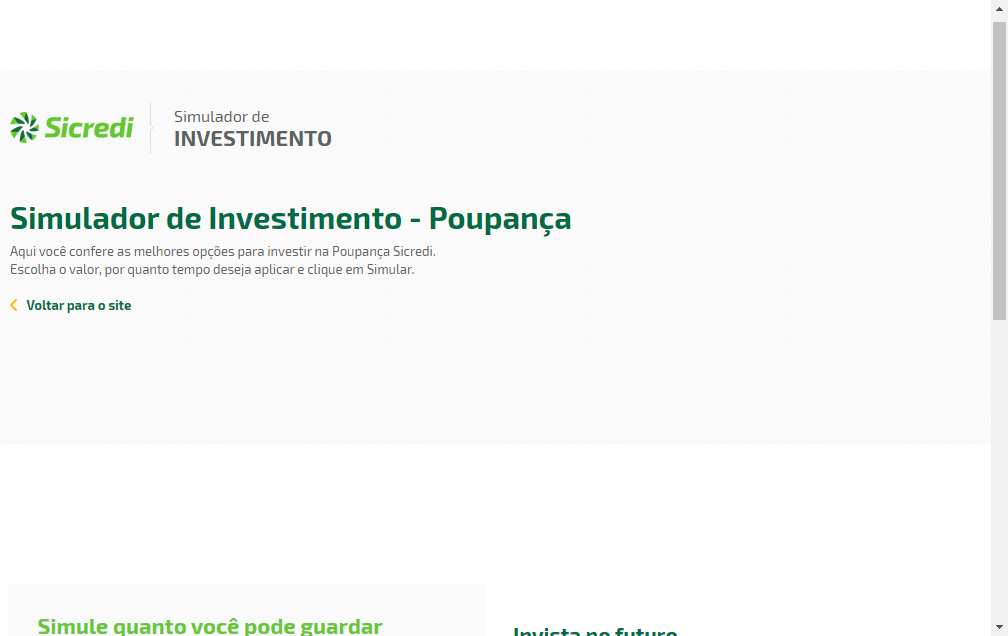 Sicredi
Simulador de
INVESTIMENTO
Simulador de Investimento - Poupança
Aqui você confere as melhores opções para investir na Poupança Sicredi.
Escolha o valor, por quanto tempo deseja aplicar e clique em Simular.
Voltar para o site
Simule quanto você pode guardar
Invista no futuro